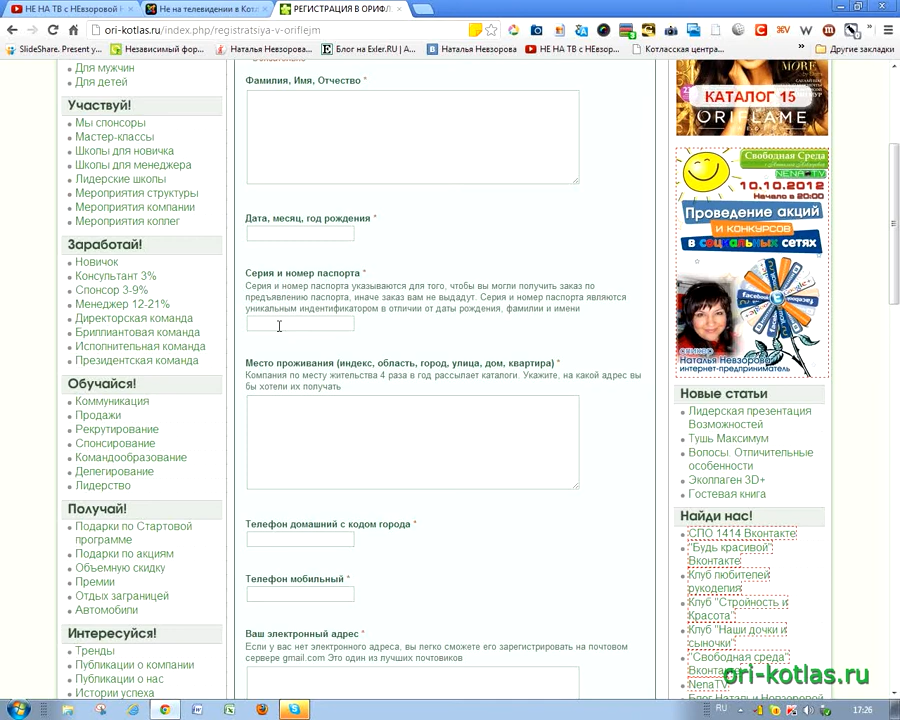 НЕ НА ТВ с НЕвзоровой Н
Не на телевидении в Котл
РЕГИСТРАЦИЯ В ОРИФЛ
ori-kotlas.ru/index.php/registratsiya-v-oriflejm
SlideShare. Present y...
Независимый фор...
Наталья Невзорова...
Блог на Exler.RU | A...
Наталья Невзорова
НЕ НА ТВ с НЕвзор...
Котласская центра...
»
Другие закладки
Для мужчин
Для детей
Участвуй!
Мы спонсоры
Мастер-классы
Школы для новичка
Школы для менеджера
Лидерские школы
Мероприятия структуры
Мероприятия компании
Мероприятия коллег
Заработай!
Новичок
Консультант 3%
Спонсор 3-9%
Менеджер 12-21%
Директорская команда
Бриллиантовая команда
Исполнительная команда
Президентская команда
Обучайся!
Коммуникация
Продажи
Рекрутирование
Спонсирование
Командообразование
Делегирование
Лидерство
Получай!
Подарки по Стартовой
программе
Подарки по акциям
Объемную скидку
Премии
Отдых заграницей
Автомобили
Интересуйся!
Тренды
Публикации о компании
Публикации о нас
Истории успеха
Фамилия, Имя, Отчество *
Дата, месяц, год рождения *
Серия и номер паспорта *
Серия и номер паспорта указываются для того, чтобы вы могли получить заказ по
предъявлению паспорта, иначе заказ вам не выдадут. Серия и номер паспорта являются
уникальным индентификатором в отличии от даты рождения, фамилии и имени
Место проживания (индекс, область, город, улица, дом, квартира) *
Компания по месту жительства 4 раза в год рассылает каталоги. Укажите, на какой адрес вы
бы хотели их получать
Телефон домашний с кодом города *
Телефон мобильный *
Ваш электронный адрес *
Если у вас нет электронного адреса, вы легко сможете его зарегистрировать на почтовом
сервере gmail.com Это один из лучших почтовиков
MORE
КАТАЛОГ 15
ORIFLAME
Свободная Среда
NENATV
10.10.2012
Начало в 20:00
Проведение акций
и конкурсов
в социальных сетях
спикер
Наталья Невзорова
интернет-предприниматель
Новые статьи
Лидерская презентация
Возможностей
Тушь Максимум
Вопосы. Отличительные
особенности
Экоплаген 3D+
Гостевая книга
Найди нас!
СПО 1414 Вконтакте
"Будь красивой"
Вконтакте
Клуб любителей
рукоделия
Клуб "Стройность и
Красота"
Клуб "Наши дочки и
сыночки"
"Свободная среда"
Вконтакте
NenaTV
Блог Натальи Невзоровой
ori-kotlas.ru
RU
17:26